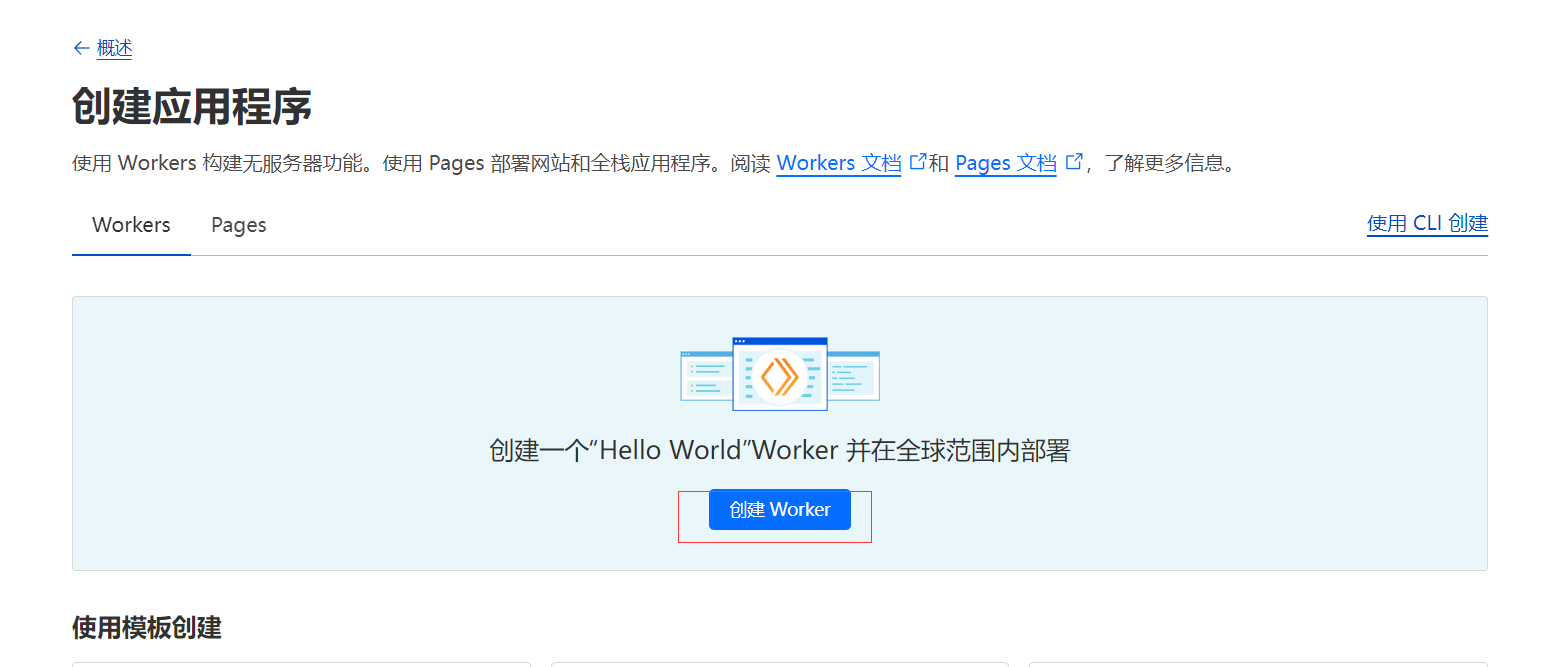 ← 概述
创建应用程序
使用 Workers 构建无服务器功能。使用 Pages 部署网站和全栈应用程序。阅读 Workers 文档 和 Pages 文档 ，了解更多信息。
Workers Pages 使用 CLI 创建
创建一个“Hello World”Worker 并在全球范围内部署
创建 Worker
使用模板创建